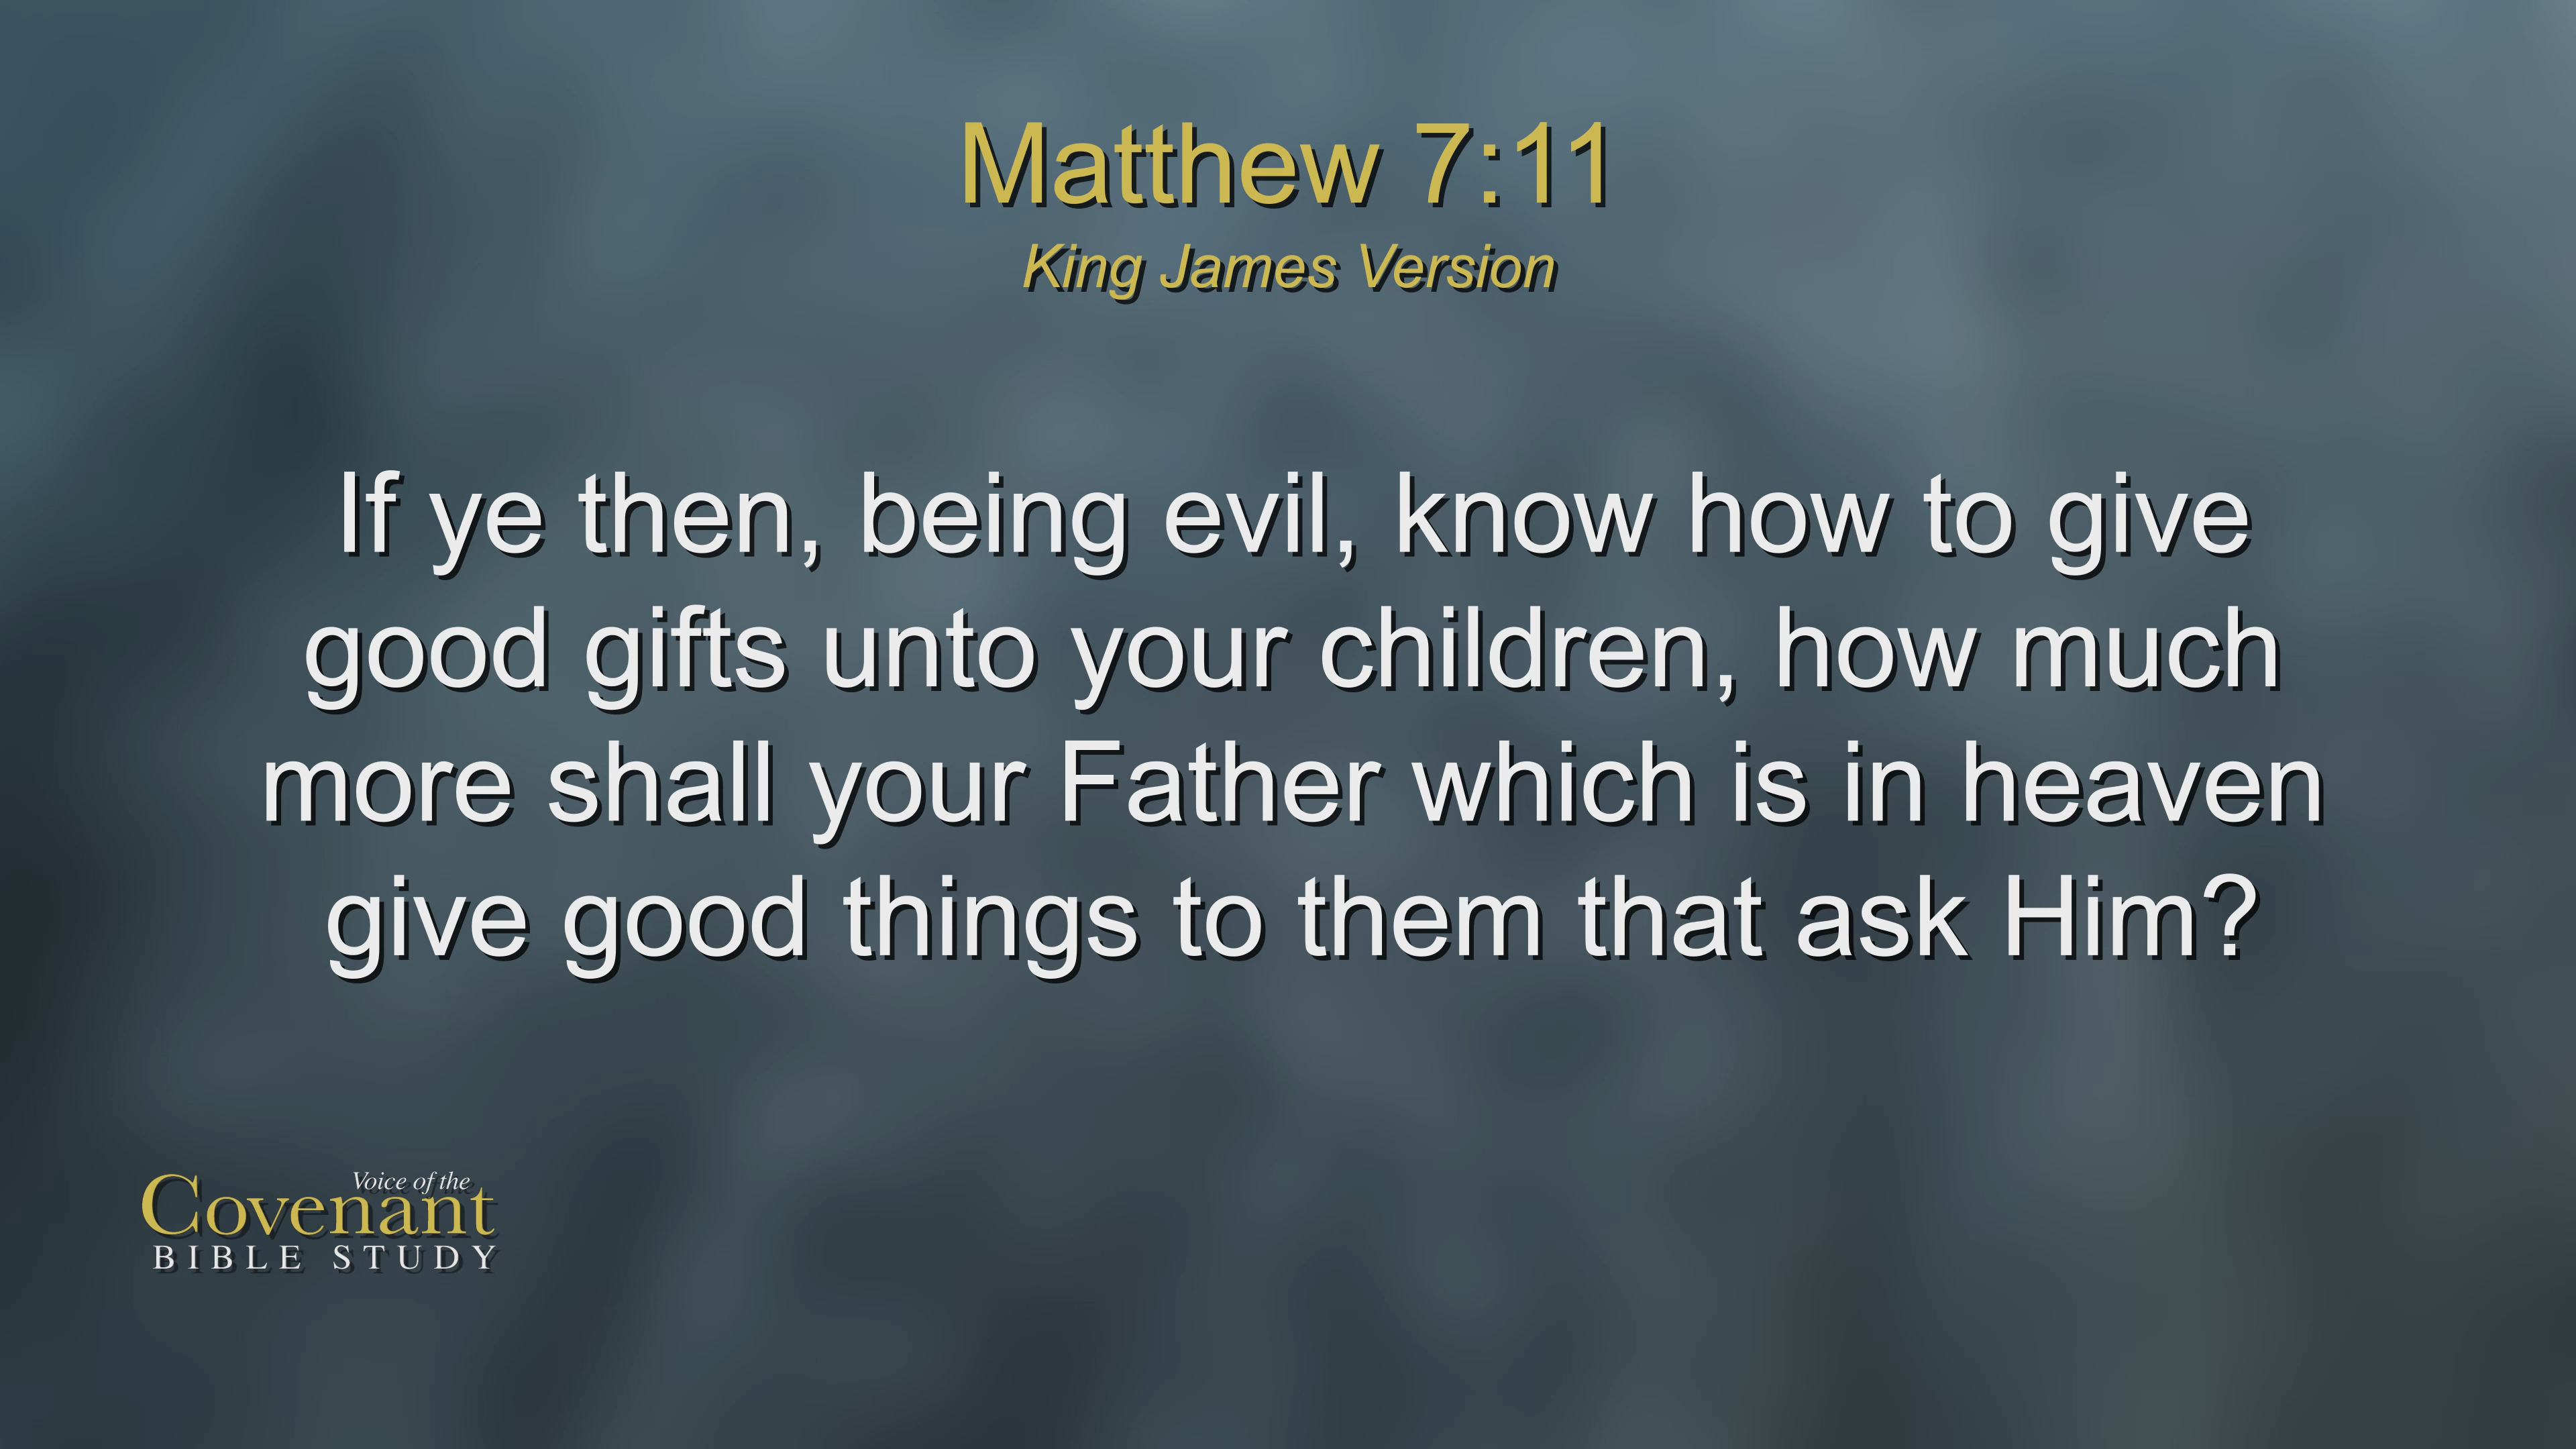 Matthew 7:11
King James Version
If ye then, being evil, know how to give
good gifts unto your children, how much
more shall your Father which is in heaven
give good things to them that ask Him?
Voice of the
Covenant
BIBLE STUDY